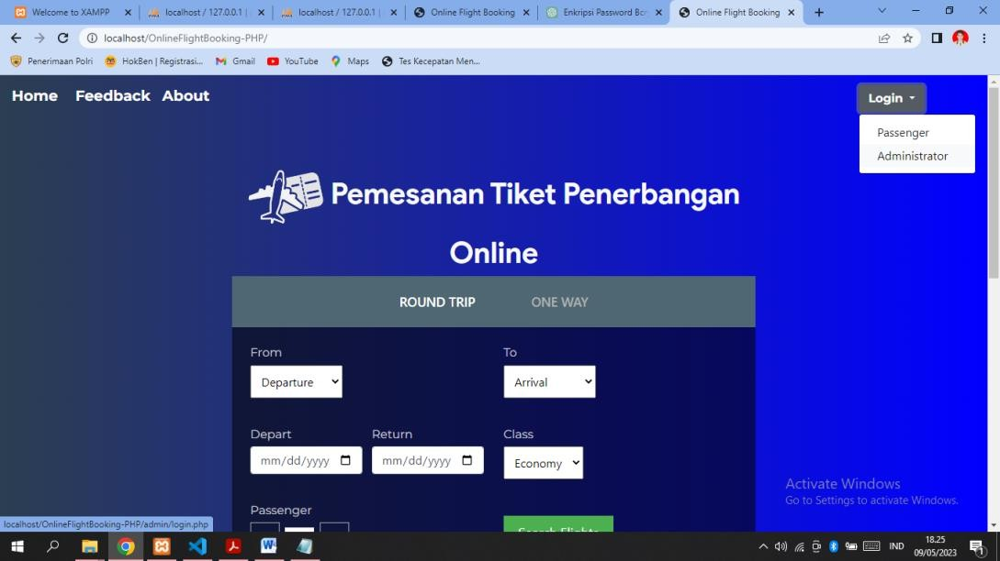 Welcome to XAMPP
localhost / 127.0.0.1 |
localhost / 127.0.0.1 |
Online Flight Booking
Enkripsi Password Bcr
Online Flight Booking
localhost/OnlineFlightBooking-PHP/
Penerimaan Polri
HokBen | Registrasi...
Gmail
YouTube
Maps
Tes Kecepatan Men...
Home
Feedback
About
Login
Passenger
Administrator
Pemesanan Tiket Penerbangan
Online
ROUND TRIP
ONE WAY
From
To
Departure
Arrival
Depart
Return
Class
mm/dd/yyyy
mm/dd/yyyy
Economy
Passenger
Search Flights
Activate Windows
Go to Settings to activate Windows.
localhost/OnlineFlightBooking-PHP/admin/login.php
IND
18.25
09/05/2023
1